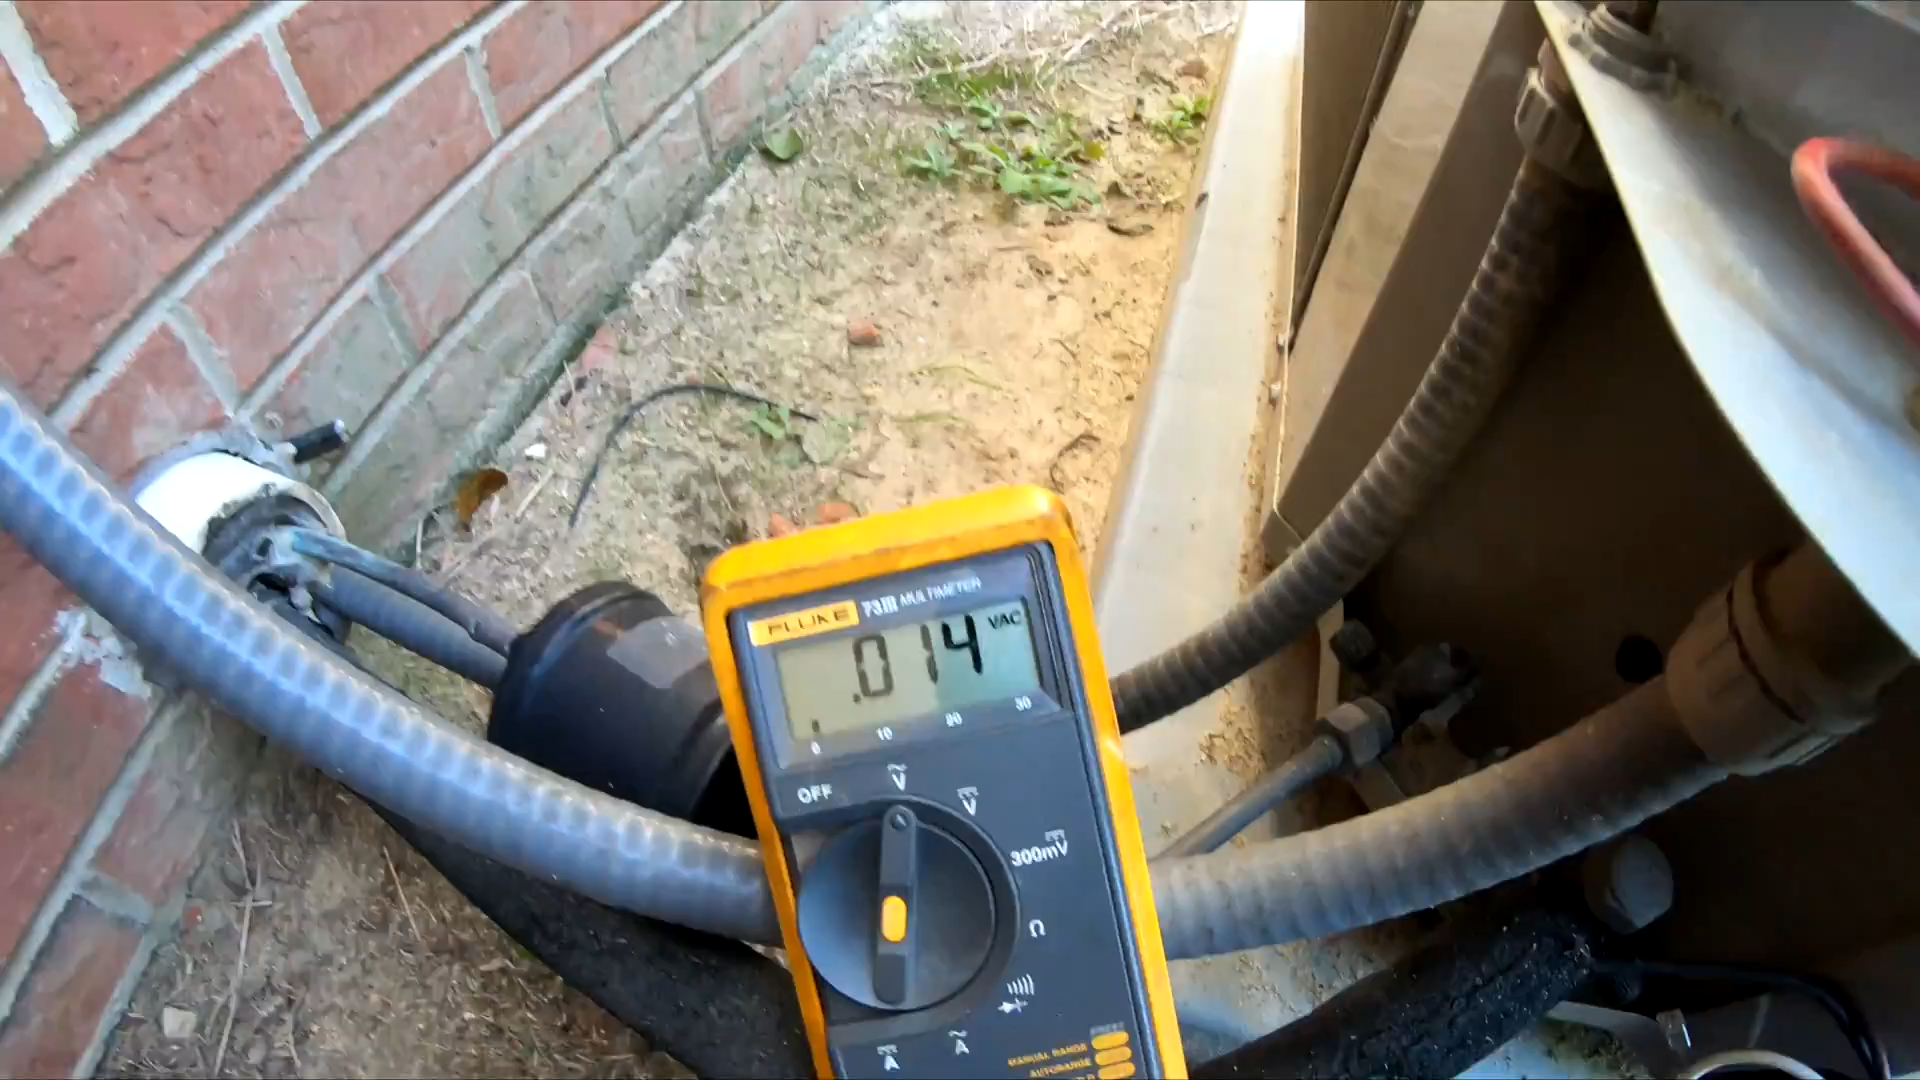 FLUKE 73III MULTIMETER
.014 VAC
0 10 20 30
OFF V V
300mV
Ω
A A
MANUAL RANGE
AUTORANGE